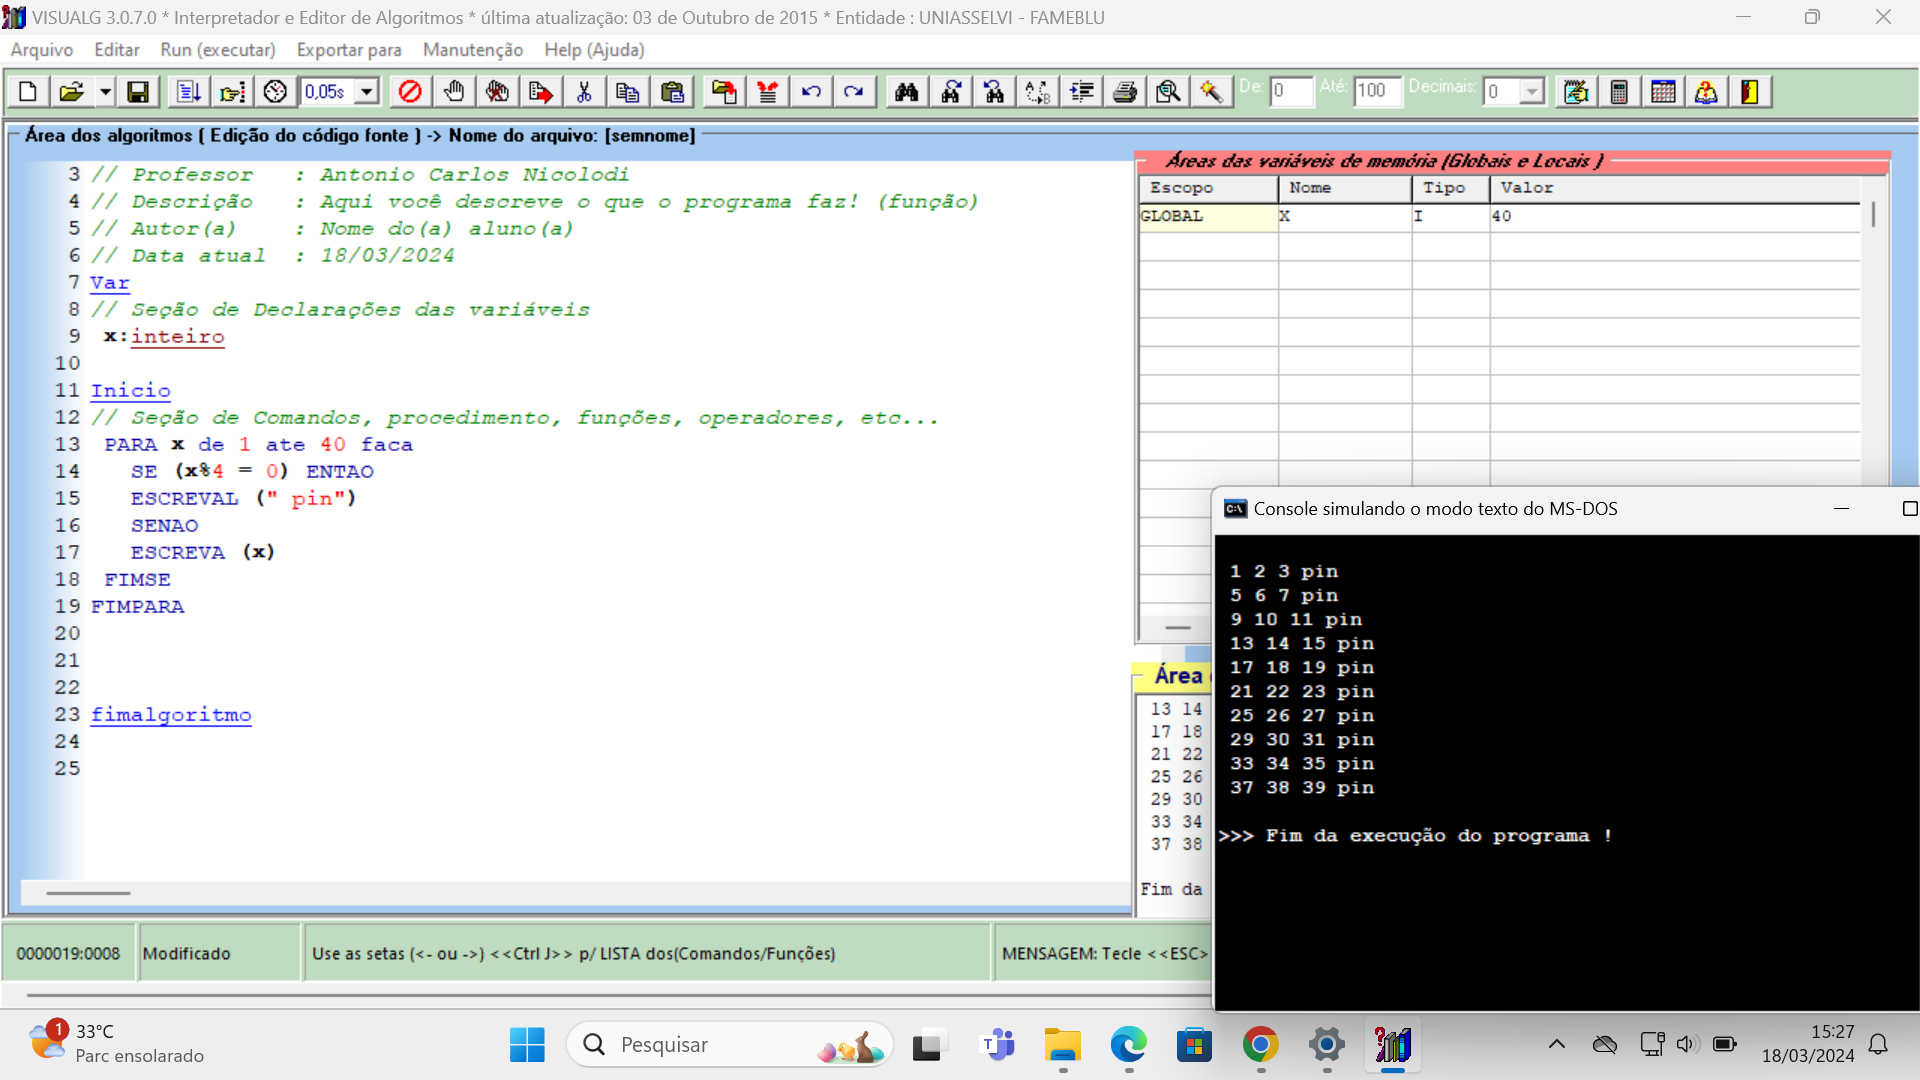 VISUALG 3.0.7.0 * Interpretador e Editor de Algoritmos * última atualização: 03 de Outubro de 2015 * Entidade : UNIASSELVI - FAMEBLU
Arquivo Editar Run (executar) Exportar para Manutenção Help (Ajuda)
0,05s De: 0 Até: 100 Decimais: 0
Área dos algoritmos ( Edição do código fonte ) -> Nome do arquivo: [semnome]
3 // Professor : Antonio Carlos Nicolodi
4 // Descrição : Aqui você descreve o que o programa faz! (função)
5 // Autor(a) : Nome do(a) aluno(a)
6 // Data atual : 18/03/2024
7 Var
8 // Seção de Declarações das variáveis
9 x:inteiro
10
11 Inicio
12 // Seção de Comandos, procedimento, funções, operadores, etc...
13 PARA x de 1 ate 40 faca
14 SE (x%4 = 0) ENTAO
15 ESCREVAL (" pin")
16 SENAO
17 ESCREVA (x)
18 FIMSE
19 FIMPARA
20
21
22
23 fimalgoritmo
24
25
Áreas das variáveis de memória (Globais e Locais )
Escopo Nome Tipo Valor
GLOBAL X I 40
Área
13 14
17 18
21 22
25 26
29 30
33 34
37 38
Fim da
Console simulando o modo texto do MS-DOS
1 2 3 pin
5 6 7 pin
9 10 11 pin
13 14 15 pin
17 18 19 pin
21 22 23 pin
25 26 27 pin
29 30 31 pin
33 34 35 pin
37 38 39 pin
>>> Fim da execução do programa !
0000019:0008 Modificado Use as setas (<- ou ->) <<Ctrl J>> p/ LISTA dos(Comandos/Funções) MENSAGEM: Tecle <<ESC>
1 33°C
Parc ensolarado
Pesquisar
15:27
18/03/2024